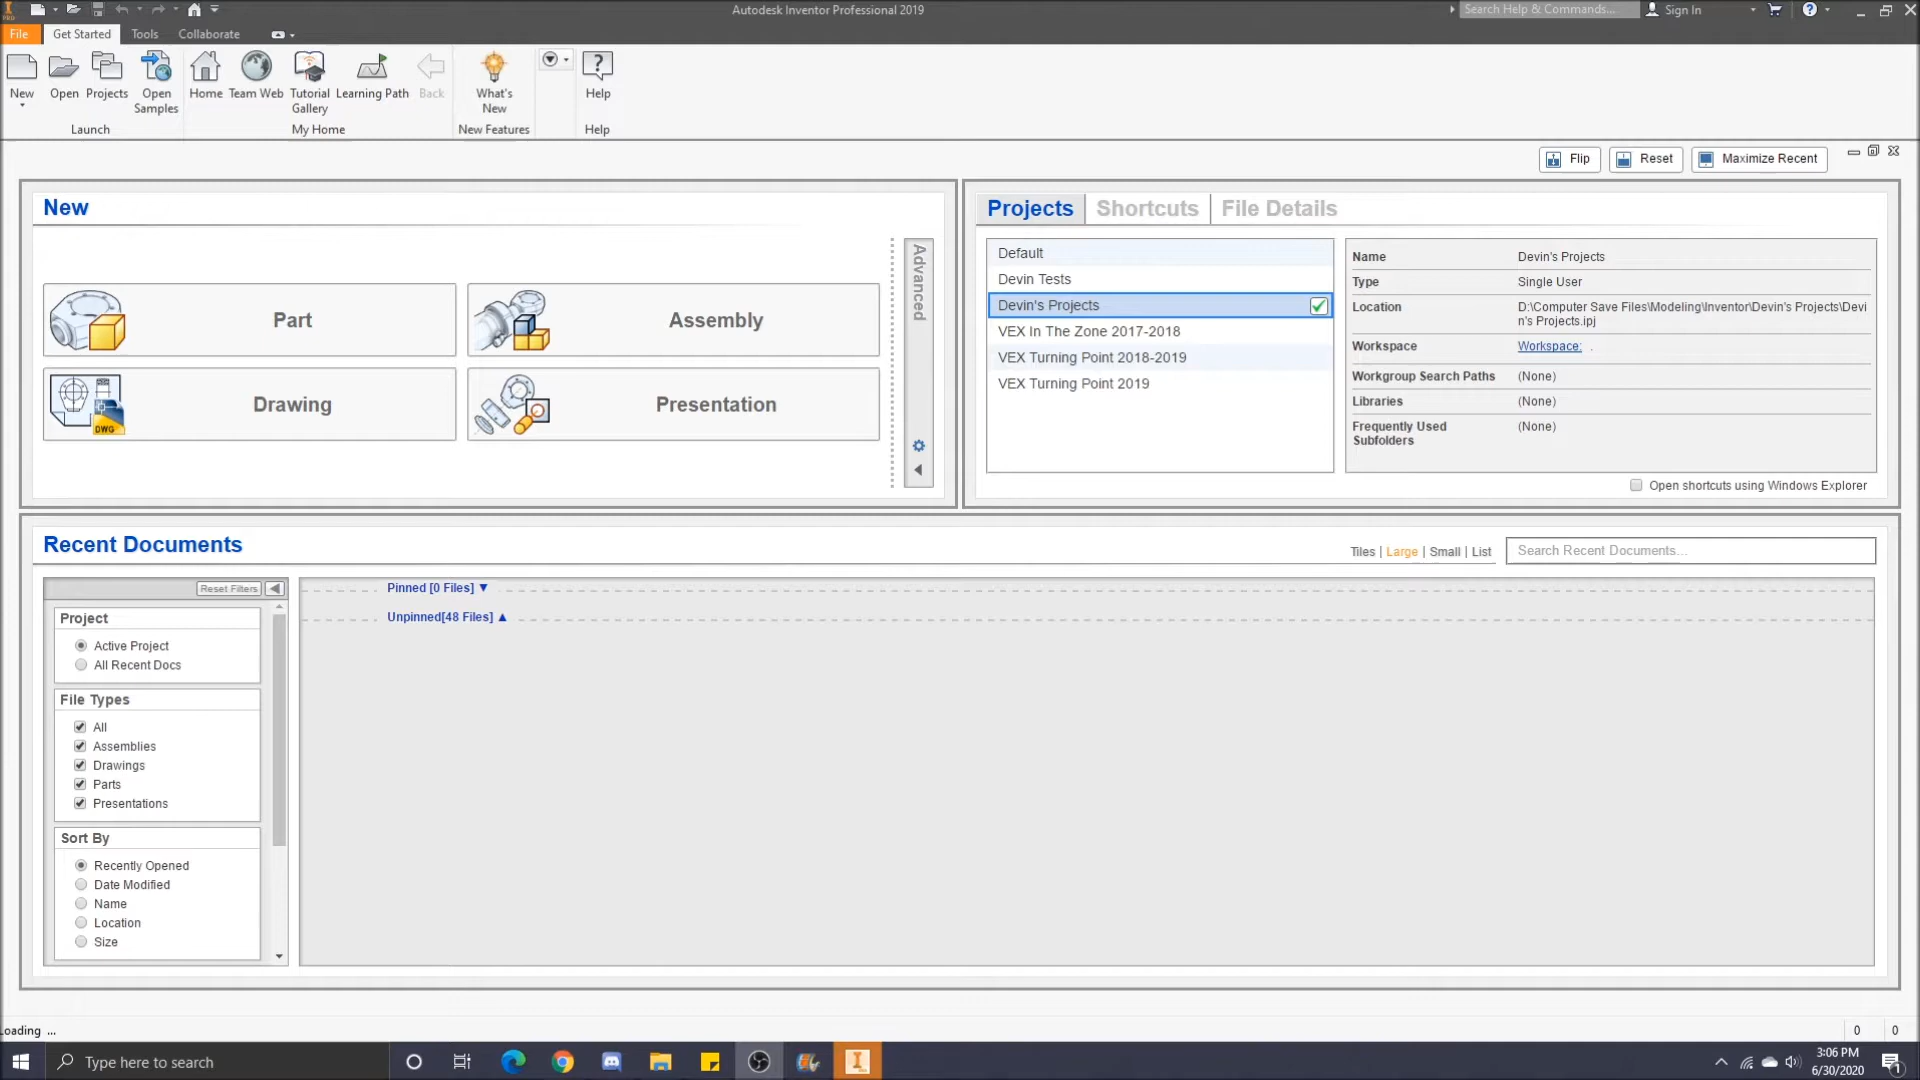 Autodesk Inventor Professional 2019
Search Help & Commands...
Sign In
File
Get Started
Tools
Collaborate
New
Open
Projects
Open Samples
Home
Team Web
Tutorial Gallery
Learning Path
Back
What's New
Help
Launch
My Home
New Features
Help
Flip
Reset
Maximize Recent
New
Part
Assembly
Drawing
DWG
Presentation
Advanced
Projects
Shortcuts
File Details
Default
Devin Tests
Devin's Projects
VEX In The Zone 2017-2018
VEX Turning Point 2018-2019
VEX Turning Point 2019
Name Devin's Projects
Type Single User
Location D:\Computer Save Files\Modeling\Inventor\Devin's Projects\Devi
n's Projects.ipj
Workspace Workspace: .
Workgroup Search Paths (None)
Libraries (None)
Frequently Used (None)
Subfolders
Open shortcuts using Windows Explorer
Recent Documents
Tiles | Large | Small | List
Search Recent Documents...
Reset Filters
Project
Active Project
All Recent Docs
File Types
All
Assemblies
Drawings
Parts
Presentations
Sort By
Recently Opened
Date Modified
Name
Location
Size
Pinned [0 Files] ▼
Unpinned[48 Files] ▲
Loading ...
0 0
Type here to search
3:06 PM
6/30/2020
1